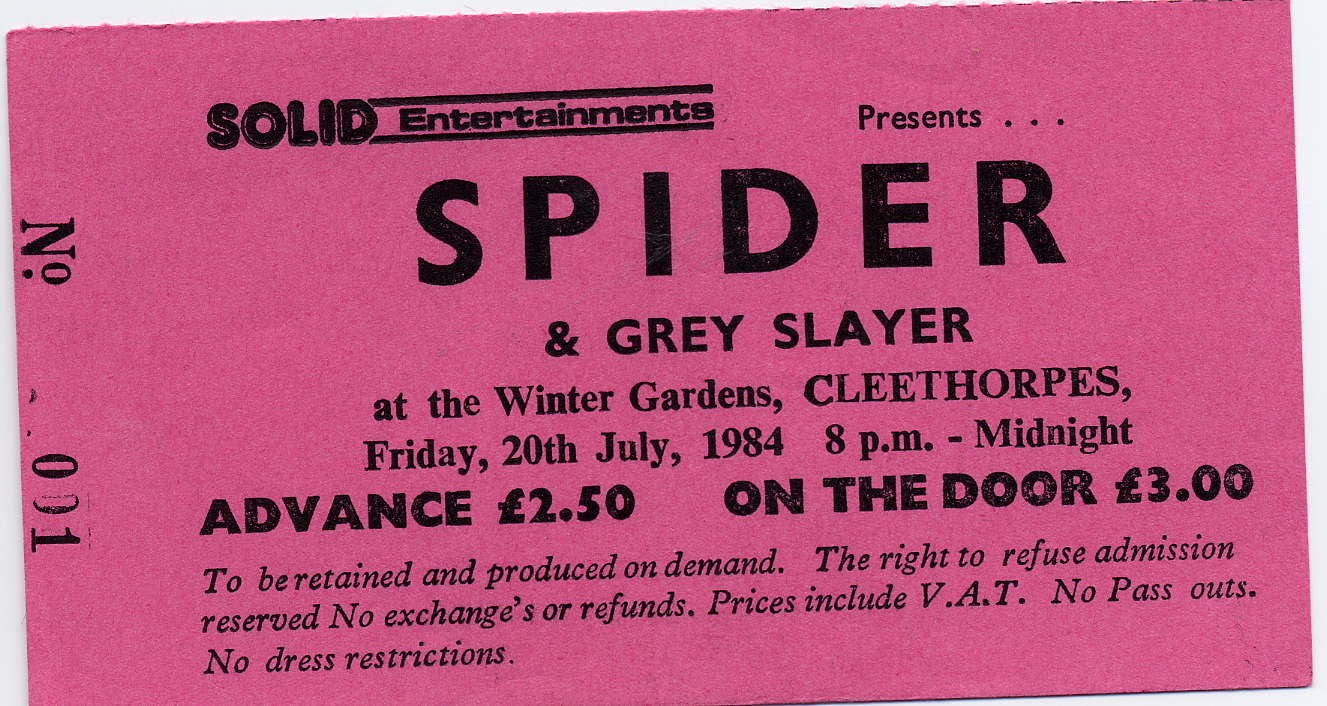 SOLID Entertainments Presents . . .
SPIDER
& GREY SLAYER
at the Winter Gardens, CLEETHORPES,
Friday, 20th July, 1984 8 p.m. - Midnight
ADVANCE £2.50 ON THE DOOR £3.00
To be retained and produced on demand. The right to refuse admission
reserved No exchange's or refunds. Prices include V.A.T. No Pass outs.
No dress restrictions.
No 001